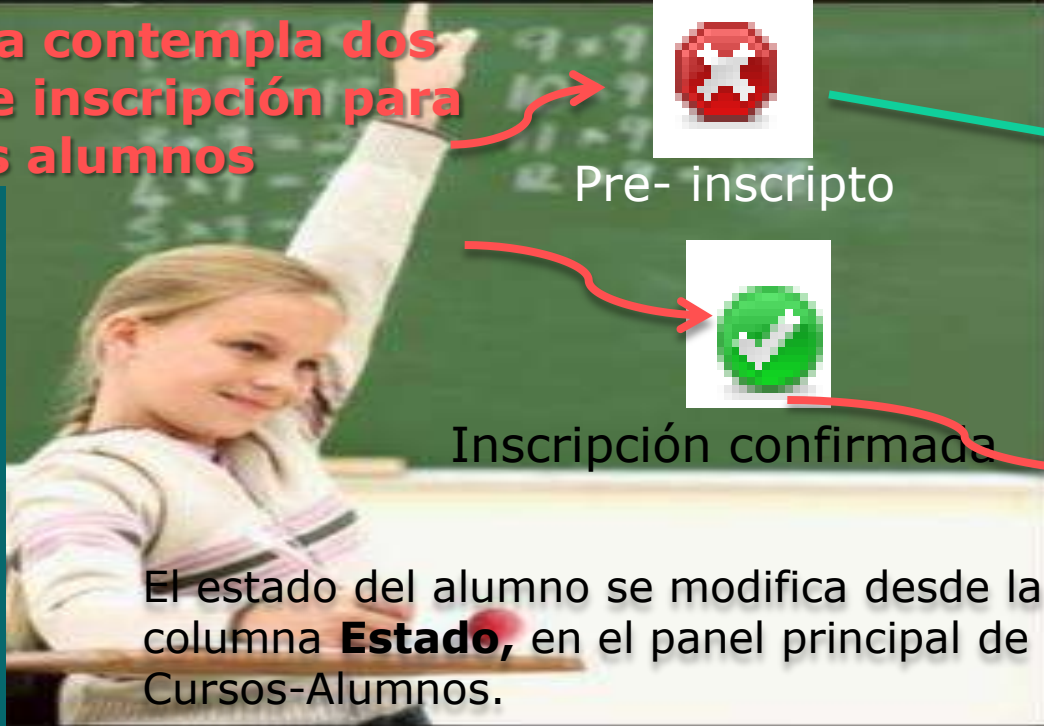 a contempla dos
e inscripción para
s alumnos
Pre- inscripto
Inscripción confirmada
El estado del alumno se modifica desde la
columna Estado, en el panel principal de
Cursos-Alumnos.